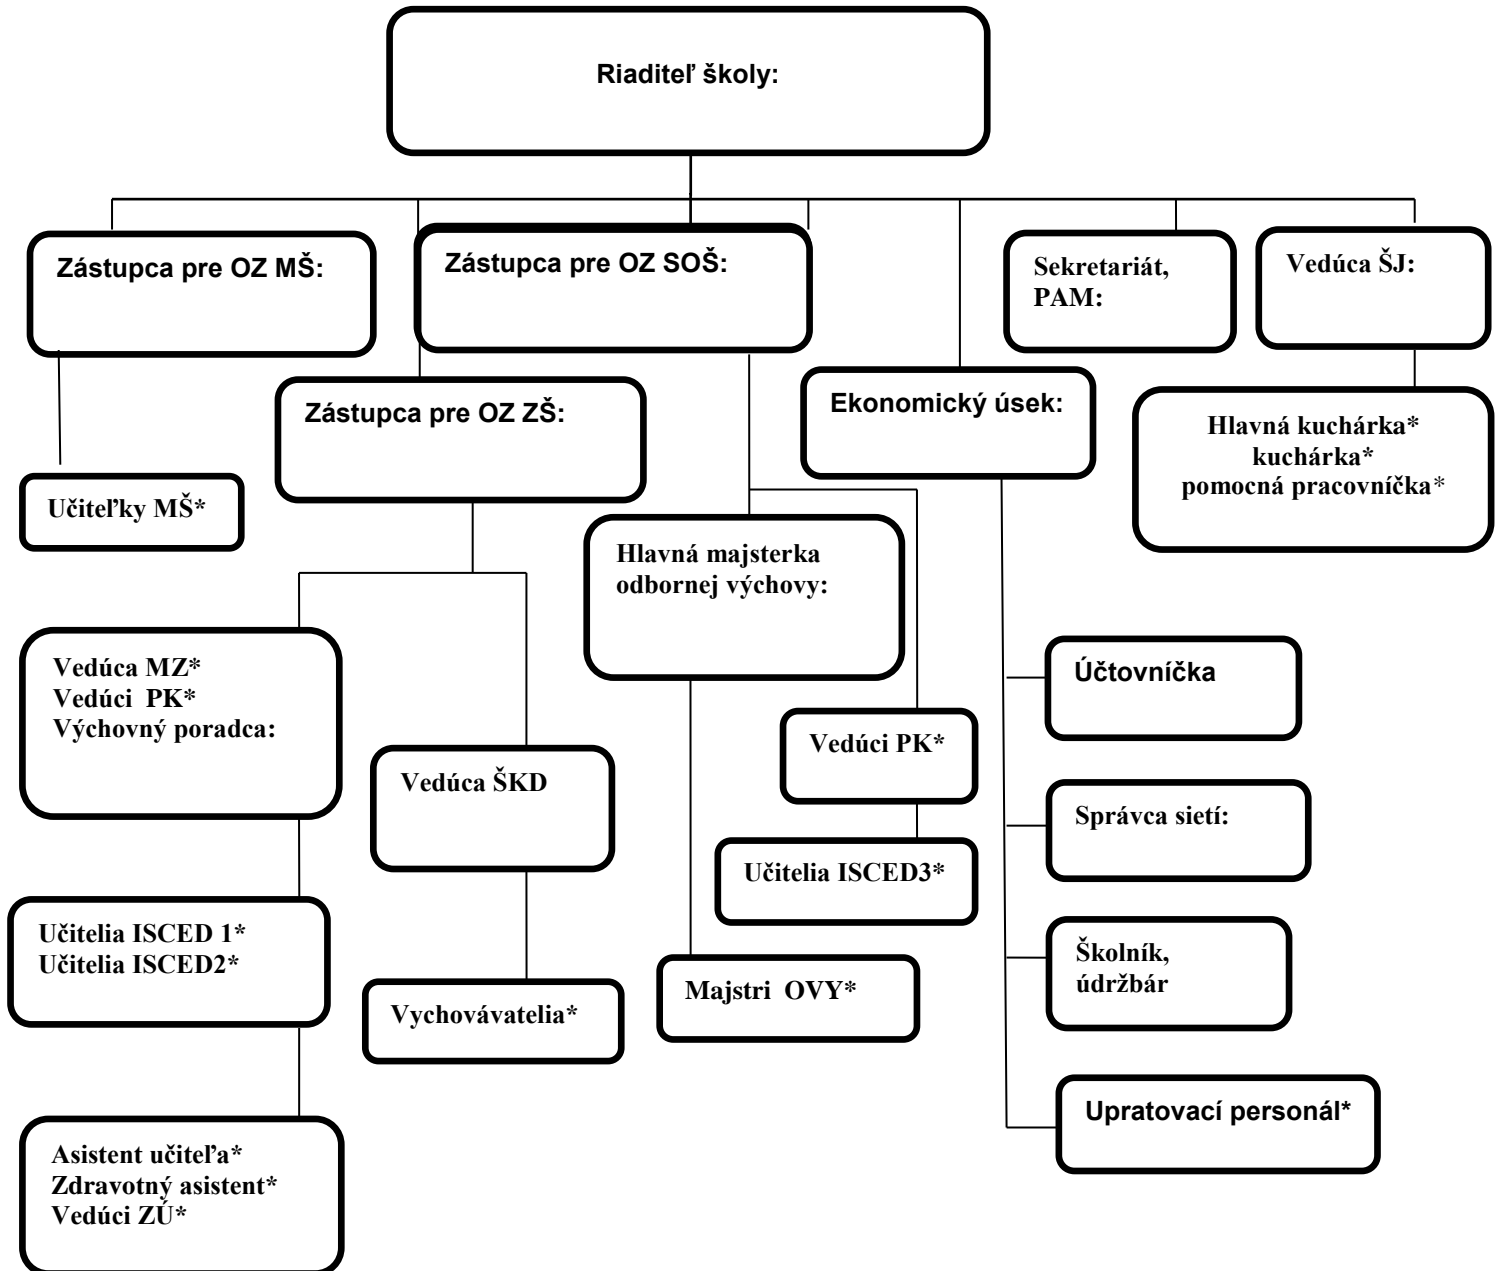 Riaditeľ školy:
Zástupca pre OZ MŠ:
Zástupca pre OZ SOŠ:
Sekretariát,
PAM:
Vedúca ŠJ:
Zástupca pre OZ ZŠ:
Ekonomický úsek:
Hlavná kuchárka*
kuchárka*
pomocná pracovníčka*
Učiteľky MŠ*
Hlavná majsterka
odbornej výchovy:
Vedúca MZ*
Vedúci  PK*
Výchovný poradca:
Účtovníčka
Vedúci PK*
Vedúca ŠKD
Správca sietí:
Učitelia ISCED3*
Učitelia ISCED 1*
Učitelia ISCED2*
Školník,
údržbár
Majstri  OVY*
Vychovávatelia*
Upratovací personál*
Asistent učiteľa*
Zdravotný asistent*
Vedúci ZÚ*